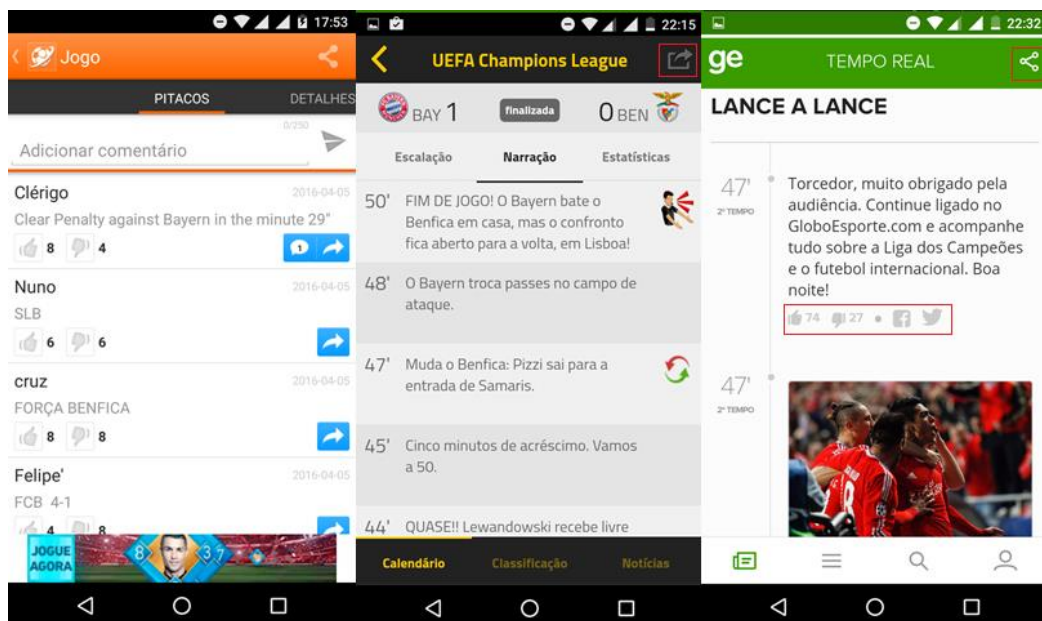 17:53
Jogo
PITACOS DETALHES
0/250
Adicionar comentário
Clérigo 2016-04-05
Clear Penalty against Bayern in the minute 29"
8 4 1
Nuno 2016-04-05
SLB
6 6
cruz 2016-04-05
FORÇA BENFICA
8 8
Felipe' 2016-04-05
FCB 4-1
4 8
JOGUE
AGORA
8 37
22:15
UEFA Champions League
BAY 1 finalizada 0 BEN
Escalação Narração Estatísticas
50' FIM DE JOGO! O Bayern bate o
Benfica em casa, mas o confronto
fica aberto para a volta, em Lisboa!
48' O Bayern troca passes no campo de
ataque.
47' Muda o Benfica: Pizzi sai para a
entrada de Samaris.
45' Cinco minutos de acréscimo. Vamos
a 50.
44' QUASE!! Lewandowski recebe livre
Calendário Classificação Notícias
22:32
ge TEMPO REAL
LANCE A LANCE
47' Torcedor, muito obrigado pela
2º TEMPO audiência. Continue ligado no
GloboEsporte.com e acompanhe
tudo sobre a Liga dos Campeões
e o futebol internacional. Boa
noite!
74 27
47'
2º TEMPO